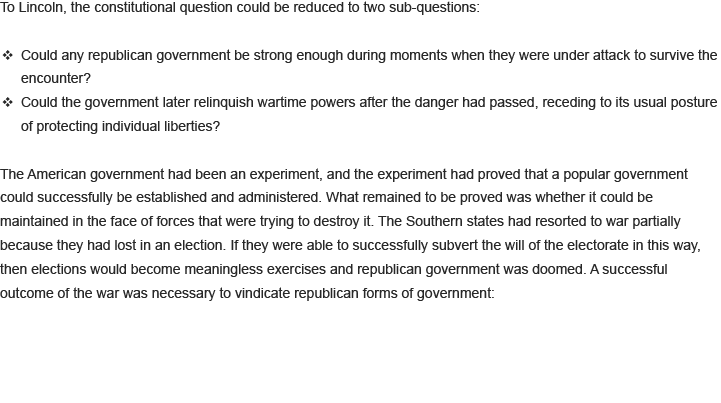 To Lincoln, the constitutional question could be reduced to two sub-questions:
❖ Could any republican government be strong enough during moments when they were under attack to survive the
encounter?
❖ Could the government later relinquish wartime powers after the danger had passed, receding to its usual posture
of protecting individual liberties?
The American government had been an experiment, and the experiment had proved that a popular government
could successfully be established and administered. What remained to be proved was whether it could be
maintained in the face of forces that were trying to destroy it. The Southern states had resorted to war partially
because they had lost in an election. If they were able to successfully subvert the will of the electorate in this way,
then elections would become meaningless exercises and republican government was doomed. A successful
outcome of the war was necessary to vindicate republican forms of government: